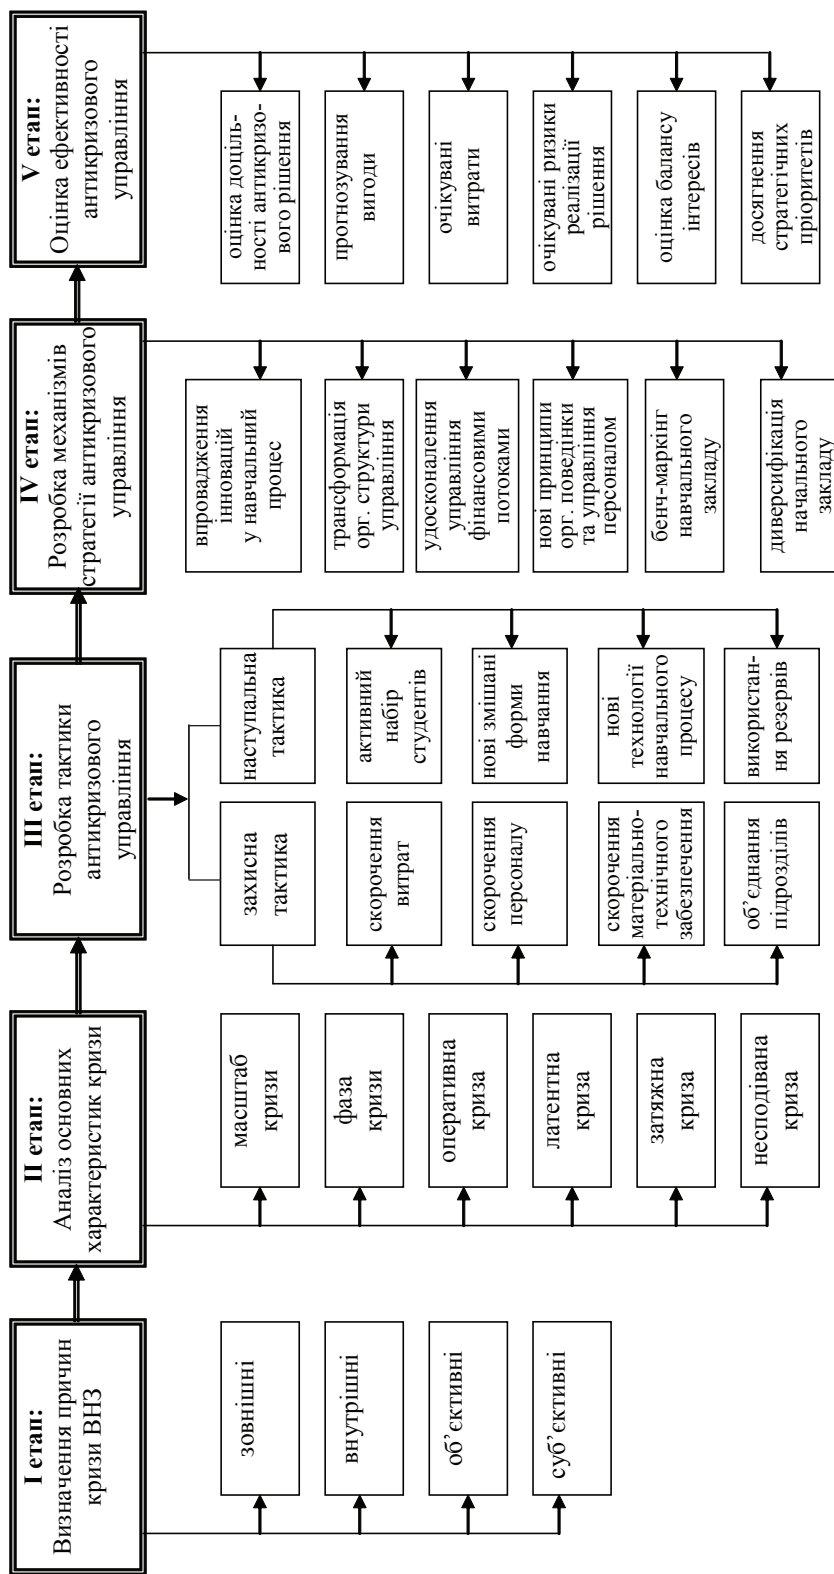 I етап:
Визначення причин
кризи ВНЗ
зовнішні
внутрішні
об’єктивні
суб’єктивні
II етап:
Аналіз основних
характеристик кризи
масштаб
кризи
фаза
кризи
оперативна
криза
латентна
криза
затяжна
криза
несподівана
криза
III етап:
Розробка тактики
антикризового
управління
захисна
тактика
скорочення
витрат
скорочення
персоналу
скорочення
матеріально-
технічного
забезпечення
об’єднання
підрозділів
наступальна
тактика
активний
набір
студентів
нові змішані
форми
навчання
нові
технології
навчального
процесу
використан-
ня резервів
IV етап:
Розробка механізмів
стратегії антикризового
управління
впровадження
інновацій
у навчальний
процес
трансформація
орг. структури
управління
удосконалення
управління
фінансовими
потоками
нові принципи
орг. поведінки
та управління
персоналом
бенч-маркінг
навчального
закладу
диверсифікація
начального
закладу
V етап:
Оцінка ефективності
антикризового
управління
оцінка доціль-
ності антикризо-
вого рішення
прогнозування
вигоди
очікувані
витрати
очікувані ризики
реалізації
рішення
оцінка балансу
інтересів
досягнення
стратегічних
пріоритетів